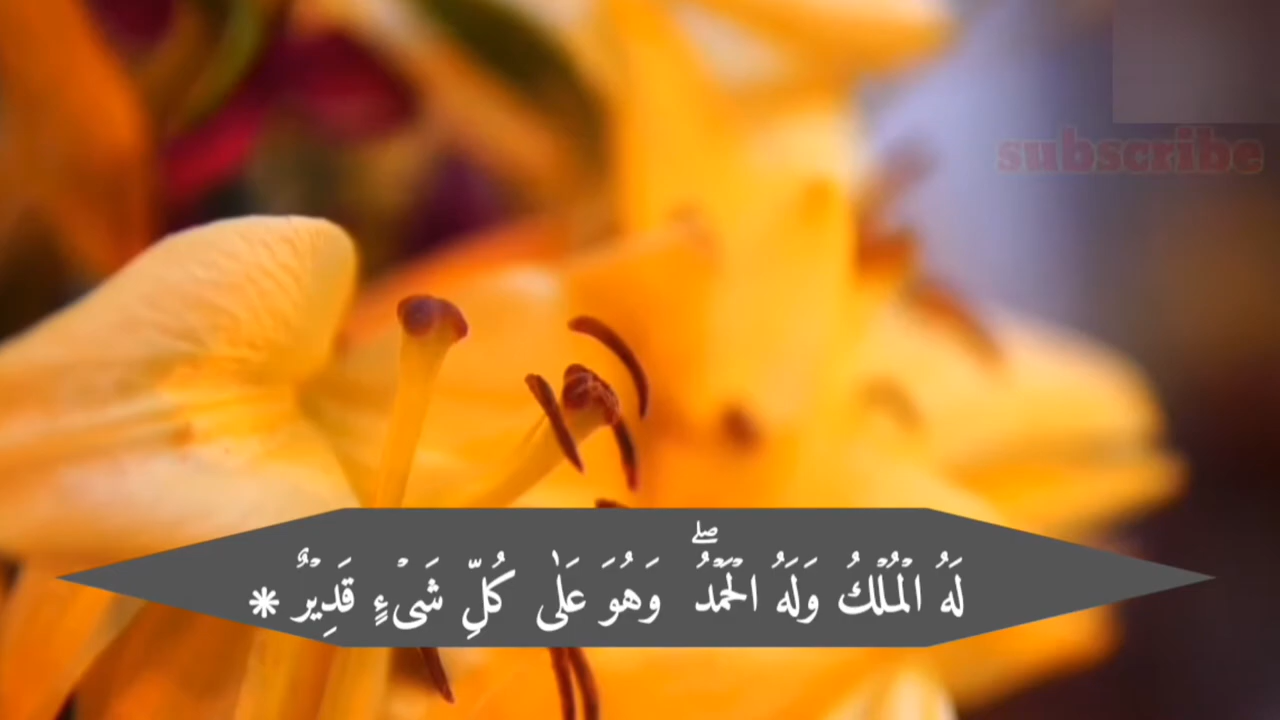 subscribe
لَهُ الْمُلْكُ وَلَهُ الْحَمْدُ ۖ وَهُوَ عَلٰى كُلِّ شَىْءٍ قَدِيْرٌ *